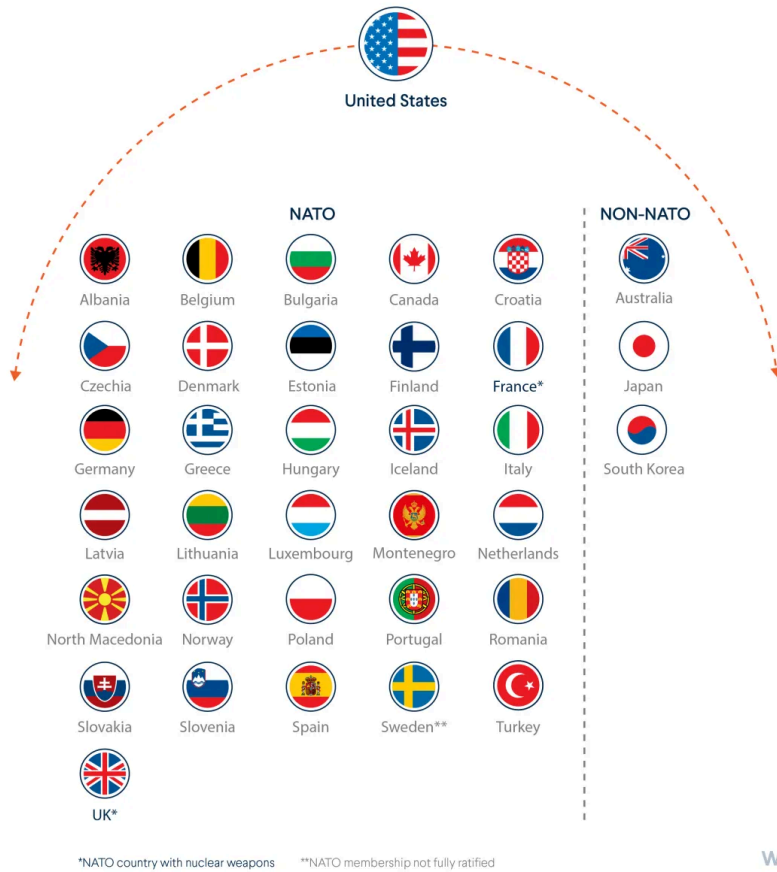 United States
NATO
NON-NATO
Albania Belgium Bulgaria Canada Croatia Australia
Czechia Denmark Estonia Finland France* Japan
Germany Greece Hungary Iceland Italy South Korea
Latvia Lithuania Luxembourg Montenegro Netherlands
North Macedonia Norway Poland Portugal Romania
Slovakia Slovenia Spain Sweden** Turkey
UK*
*NATO country with nuclear weapons **NATO membership not fully ratified